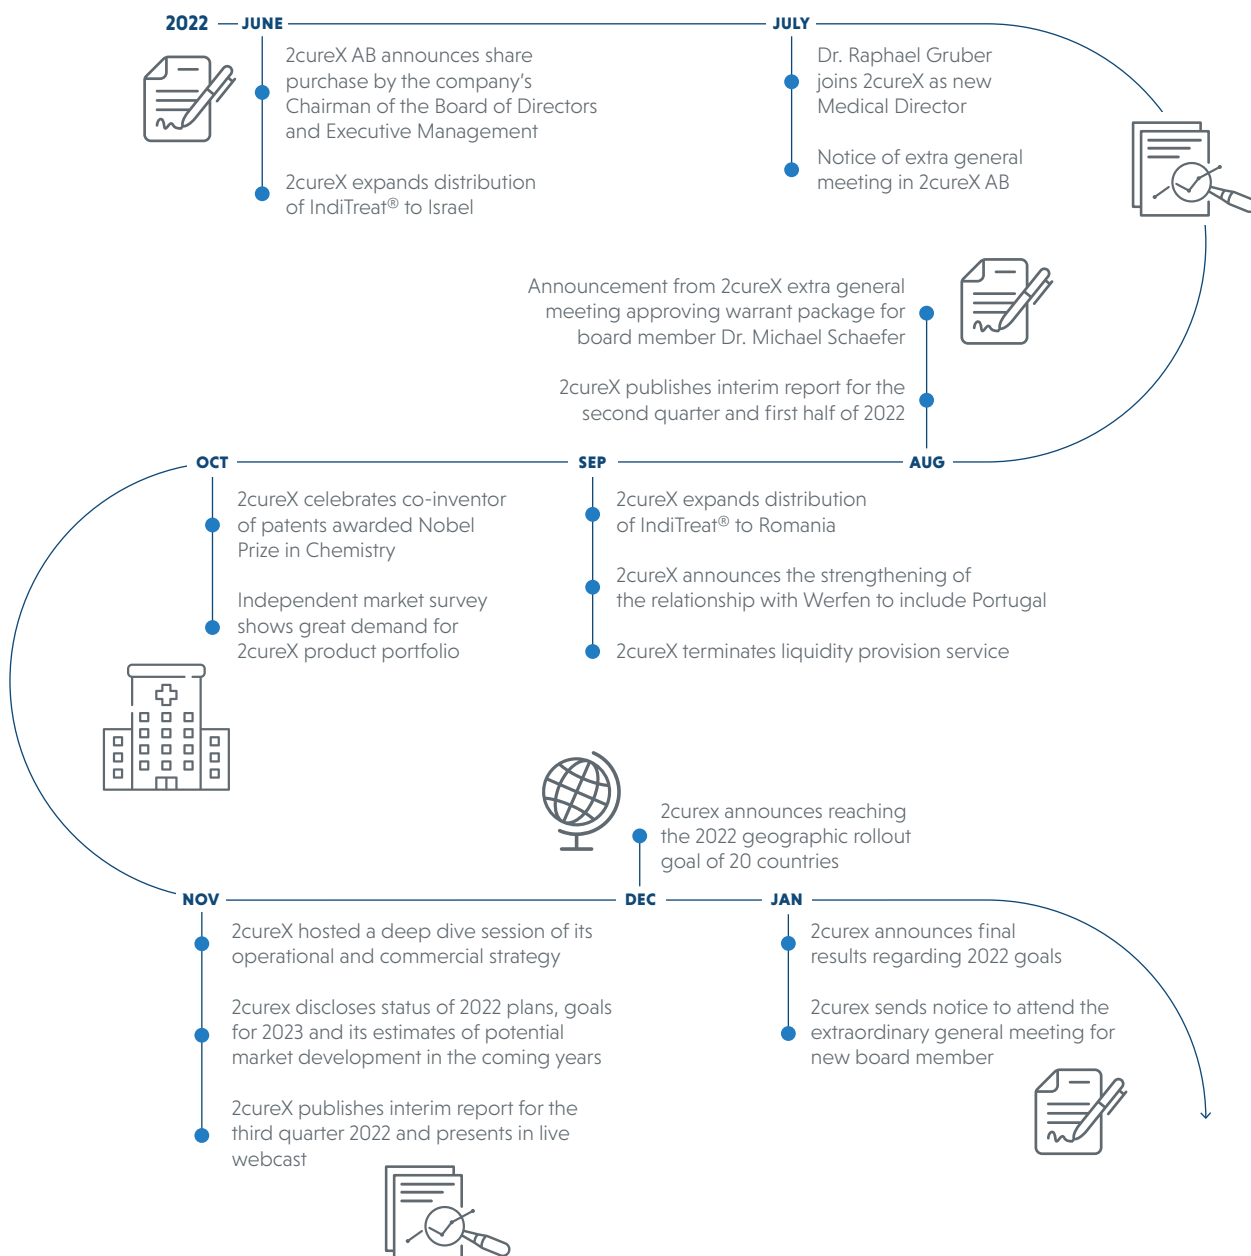 2022
JUNE
2cureX AB announces share
purchase by the company's
Chairman of the Board of Directors
and Executive Management
2cureX expands distribution
of IndiTreat® to Israel
JULY
Dr. Raphael Gruber
joins 2cureX as new
Medical Director
Notice of extra general
meeting in 2cureX AB
Announcement from 2cureX extra general
meeting approving warrant package for
board member Dr. Michael Schaefer
2cureX publishes interim report for the
second quarter and first half of 2022
AUG
SEP
2cureX expands distribution
of IndiTreat® to Romania
2cureX announces the strengthening of
the relationship with Werfen to include Portugal
2cureX terminates liquidity provision service
OCT
2cureX celebrates co-inventor
of patents awarded Nobel
Prize in Chemistry
Independent market survey
shows great demand for
2cureX product portfolio
NOV
2cureX hosted a deep dive session of its
operational and commercial strategy
2curex discloses status of 2022 plans, goals
for 2023 and its estimates of potential
market development in the coming years
2cureX publishes interim report for the
third quarter 2022 and presents in live
webcast
2curex announces reaching
the 2022 geographic rollout
goal of 20 countries
DEC
JAN
2curex announces final
results regarding 2022 goals
2curex sends notice to attend the
extraordinary general meeting for
new board member